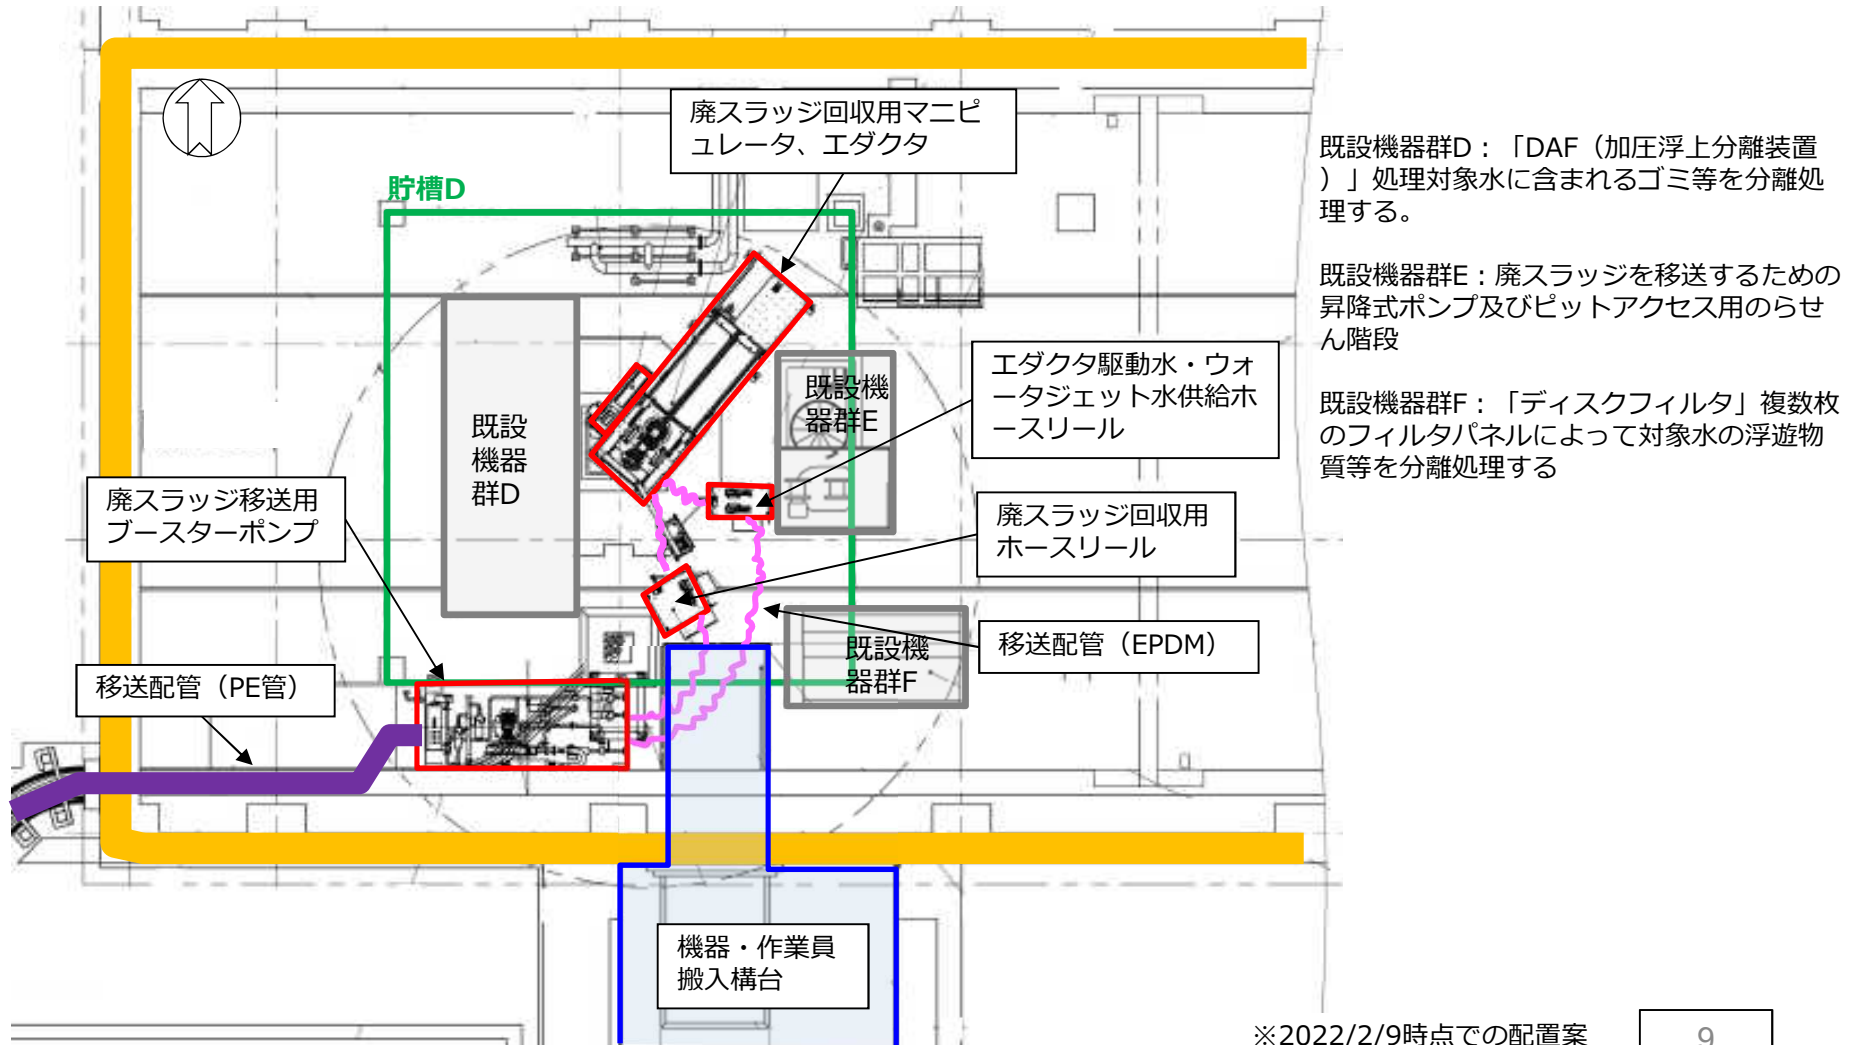 廃スラッジ回収用マニピ
ュレータ、エダクタ
貯槽D
既設機器群D：「DAF（加圧浮上分離装置
）」処理対象水に含まれるゴミ等を分離処
理する。
既設機器群E：廃スラッジを移送するための
昇降式ポンプ及びピットアクセス用のらせ
ん階段
既設機器群F：「ディスクフィルタ」複数枚
のフィルタパネルによって対象水の浮遊物
質等を分離処理する
エダクタ駆動水・ウォ
ータジェット水供給ホ
ースリール
既設機
器群E
既設
機器
群D
廃スラッジ移送用
ブースターポンプ
廃スラッジ回収用
ホースリール
移送配管（EPDM）
既設機
器群F
移送配管（PE管）
機器・作業員
搬入構台
※2022/2/9時点での配置案
9